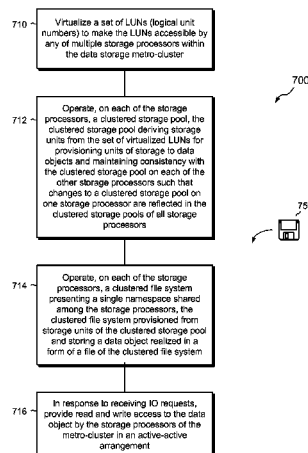 710
Virtualize a set of LUNs (logical unit
numbers) to make the LUNs accessible by
any of multiple storage processors within
the data storage metro-cluster
700
712
Operate, on each of the storage
processors, a clustered storage pool, the
clustered storage pool deriving storage
units from the set of virtualized LUNs for
provisioning units of storage to data
objects and maintaining consistency with
the clustered storage pool on each of the
other storage processors such that
changes to a clustered storage pool on
one storage processor are reflected in the
clustered storage pools of all storage
processors
75
714
Operate, on each of the storage
processors, a clustered file system
presenting a single namespace shared
among the storage processors, the
clustered file system provisioned from
storage units of the clustered storage pool
and storing a data object realized in a
form of a file of the clustered file system
716
In response to receiving IO requests,
provide read and write access to the data
object by the storage processors of the
metro-cluster in an active-active
arrangement